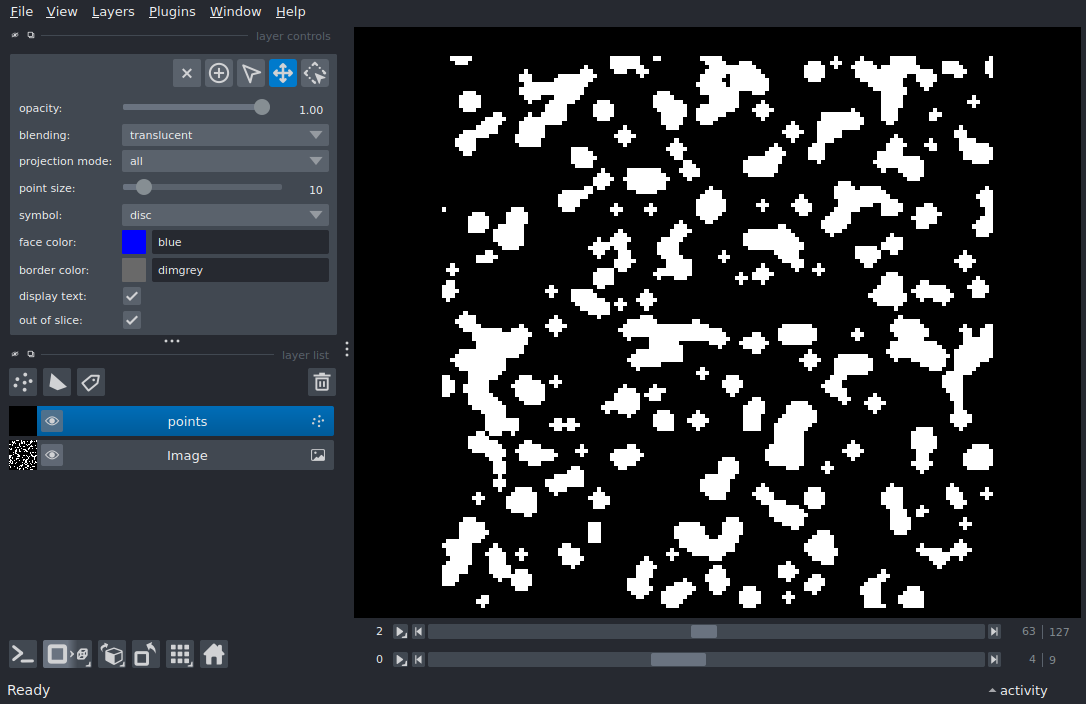 File View Layers Plugins Window Help
layer controls
opacity: 1.00
blending: translucent
projection mode: all
point size: 10
symbol: disc
face color: blue
border color: dimgrey
display text:
out of slice:
layer list
points
Image
2 63 | 127
0 4 | 9
Ready activity